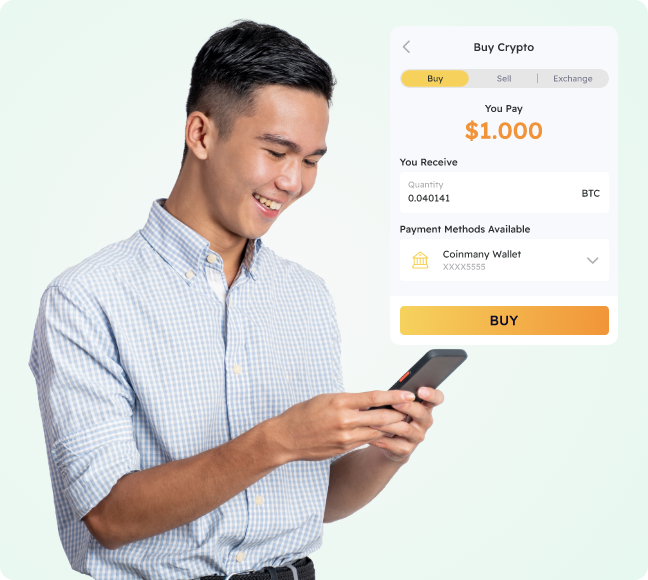 Buy Crypto
Buy Sell Exchange
You Pay
$1.000
You Receive
Quantity
0.040141 BTC
Payment Methods Available
Coinmany Wallet
XXXX5555
BUY